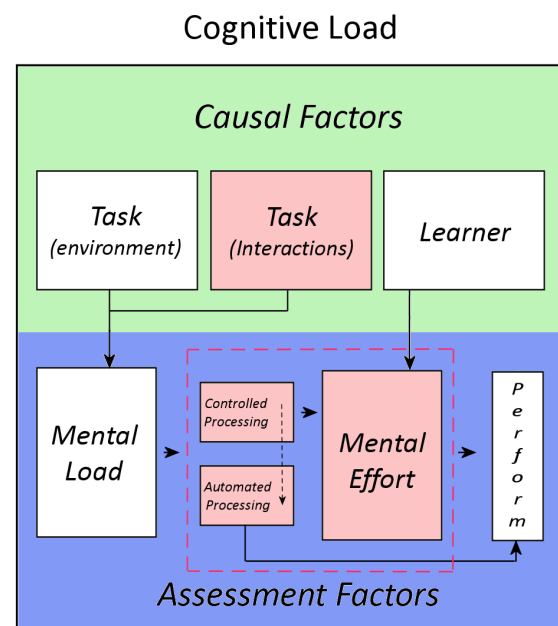 Cognitive Load
Causal Factors
Task
(environment)
Task
(Interactions)
Learner
Mental
Load
Controlled
Processing
Automated
Processing
Mental
Effort
Perform
Assessment Factors